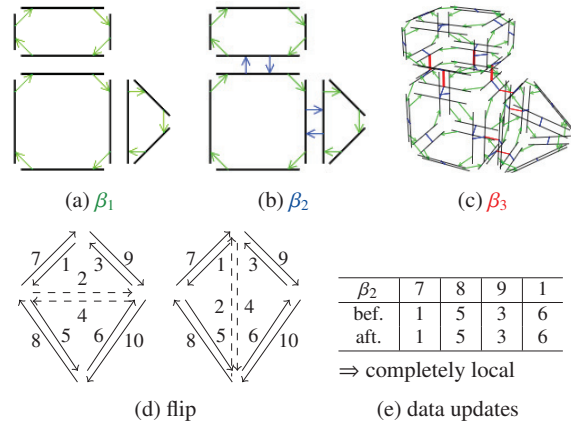 (a) β₁
(b) β₂
(c) β₃
7 1 3 9
2
4
8 5 6 10
7 1 3 9
2 4
8 5 6 10
β₂ 7 8 9 1
bef. 1 5 3 6
aft. 1 5 3 6
⇒ completely local
(d) flip
(e) data updates